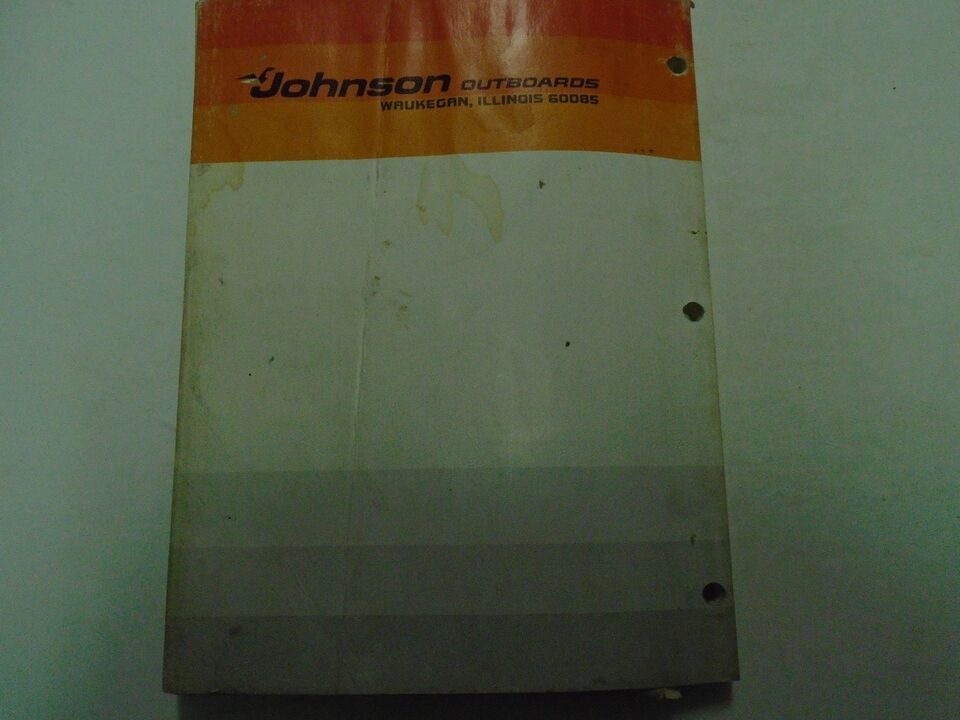 Johnson OUTBOARDS
WAUKEGAN, ILLINOIS 60085